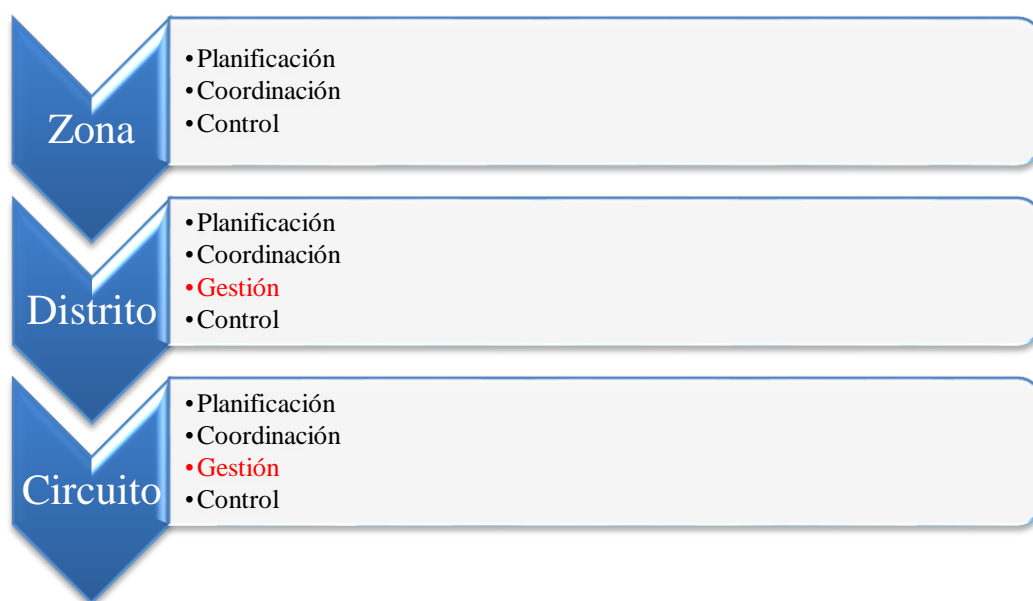 Zona
•Planificación
•Coordinación
•Control
Distrito
•Planificación
•Coordinación
•Gestión
•Control
Circuito
•Planificación
•Coordinación
•Gestión
•Control